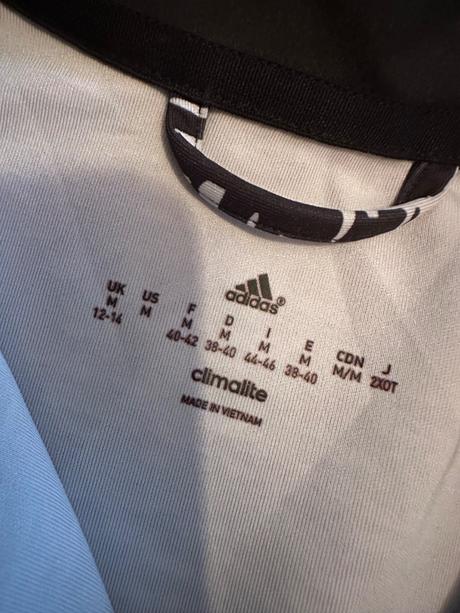 adidas®
UK US F D I E CDN J
M M M M M M M/M 2XOT
12-14 40-42 38-40 44-46 38-40
climalite
MADE IN VIETNAM